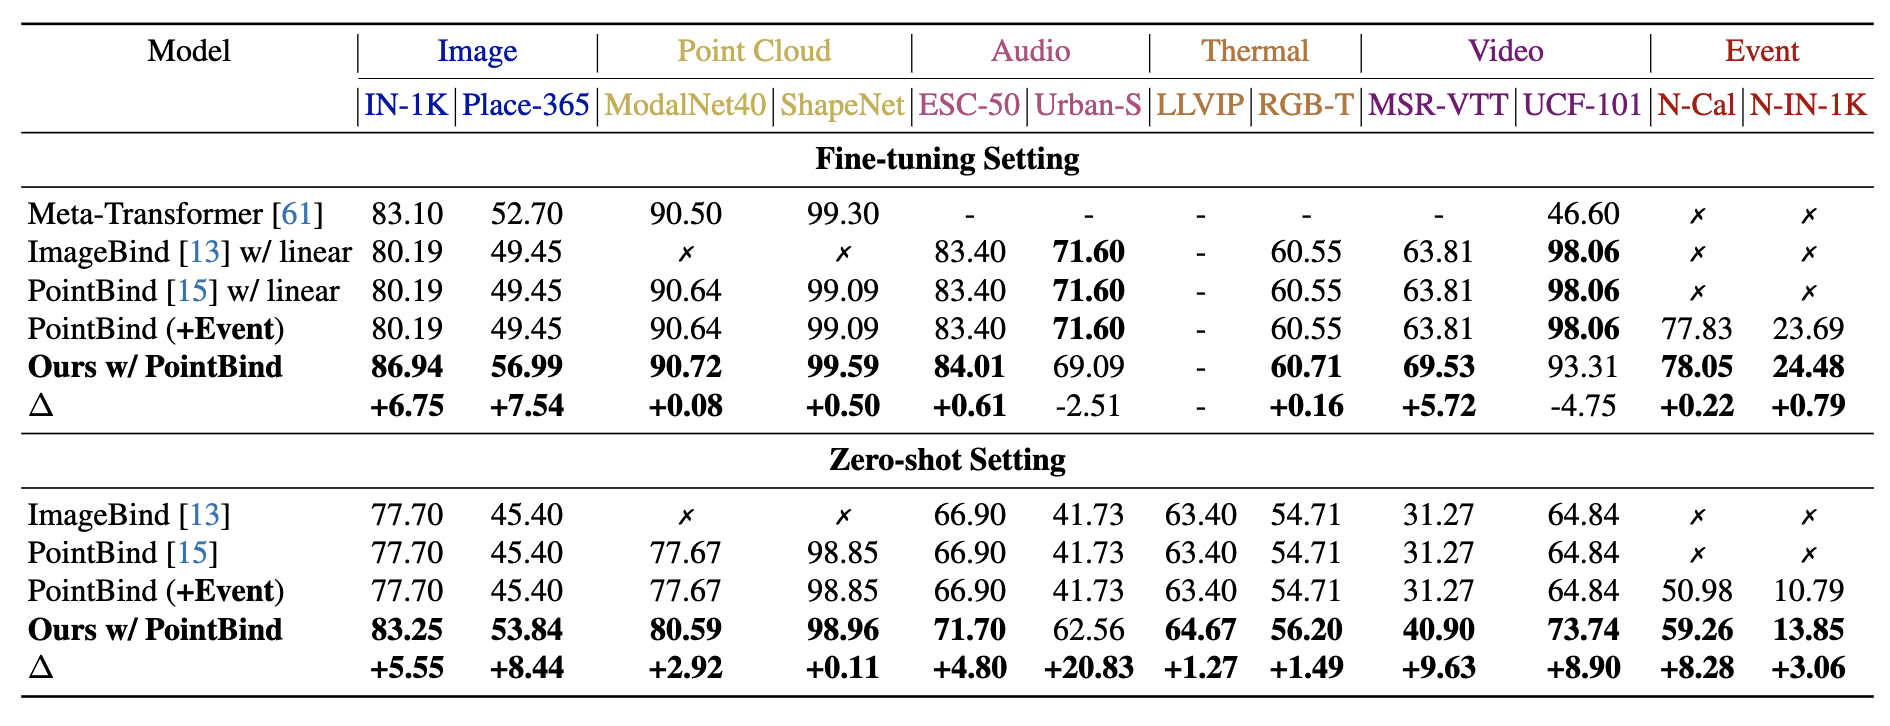 Model Image Point Cloud Audio Thermal Video Event
IN-1K Place-365 ModalNet40 ShapeNet ESC-50 Urban-S LLVIP RGB-T MSR-VTT UCF-101 N-Cal N-IN-1K
Fine-tuning Setting
Meta-Transformer [61] 83.10 52.70 90.50 99.30 - - - - - 46.60 ✗ ✗
ImageBind [13] w/ linear 80.19 49.45 ✗ ✗ 83.40 71.60 - 60.55 63.81 98.06 ✗ ✗
PointBind [15] w/ linear 80.19 49.45 90.64 99.09 83.40 71.60 - 60.55 63.81 98.06 ✗ ✗
PointBind (+Event) 80.19 49.45 90.64 99.09 83.40 71.60 - 60.55 63.81 98.06 77.83 23.69
Ours w/ PointBind 86.94 56.99 90.72 99.59 84.01 69.09 - 60.71 69.53 93.31 78.05 24.48
Δ +6.75 +7.54 +0.08 +0.50 +0.61 -2.51 - +0.16 +5.72 -4.75 +0.22 +0.79
Zero-shot Setting
ImageBind [13] 77.70 45.40 ✗ ✗ 66.90 41.73 63.40 54.71 31.27 64.84 ✗ ✗
PointBind [15] 77.70 45.40 77.67 98.85 66.90 41.73 63.40 54.71 31.27 64.84 ✗ ✗
PointBind (+Event) 77.70 45.40 77.67 98.85 66.90 41.73 63.40 54.71 31.27 64.84 50.98 10.79
Ours w/ PointBind 83.25 53.84 80.59 98.96 71.70 62.56 64.67 56.20 40.90 73.74 59.26 13.85
Δ +5.55 +8.44 +2.92 +0.11 +4.80 +20.83 +1.27 +1.49 +9.63 +8.90 +8.28 +3.06